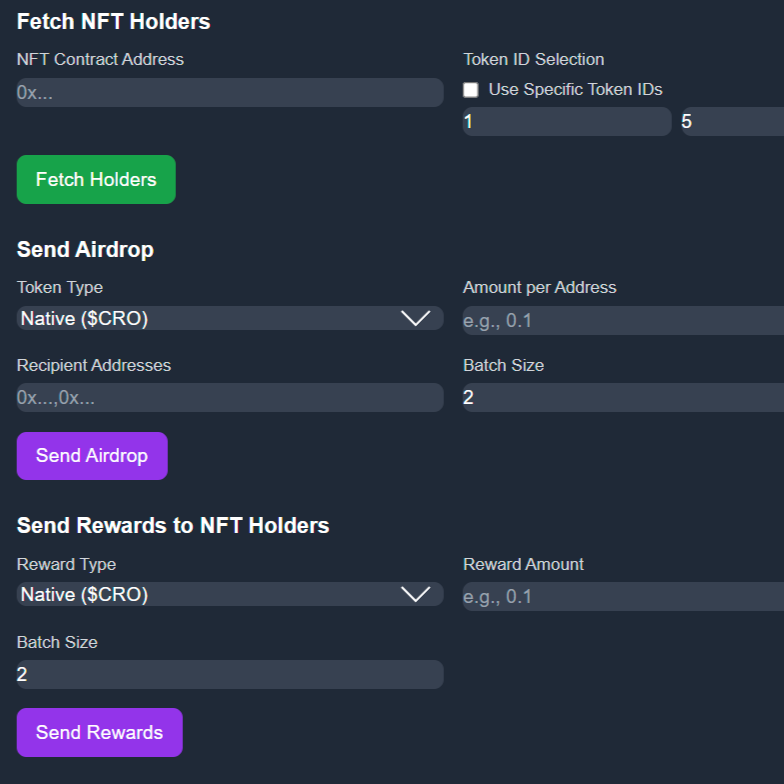 Fetch NFT Holders
NFT Contract Address
Token ID Selection
0x...
Use Specific Token IDs
1
5
Fetch Holders
Send Airdrop
Token Type
Amount per Address
Native ($CRO)
e.g., 0.1
Recipient Addresses
Batch Size
0x...,0x...
2
Send Airdrop
Send Rewards to NFT Holders
Reward Type
Reward Amount
Native ($CRO)
e.g., 0.1
Batch Size
2
Send Rewards